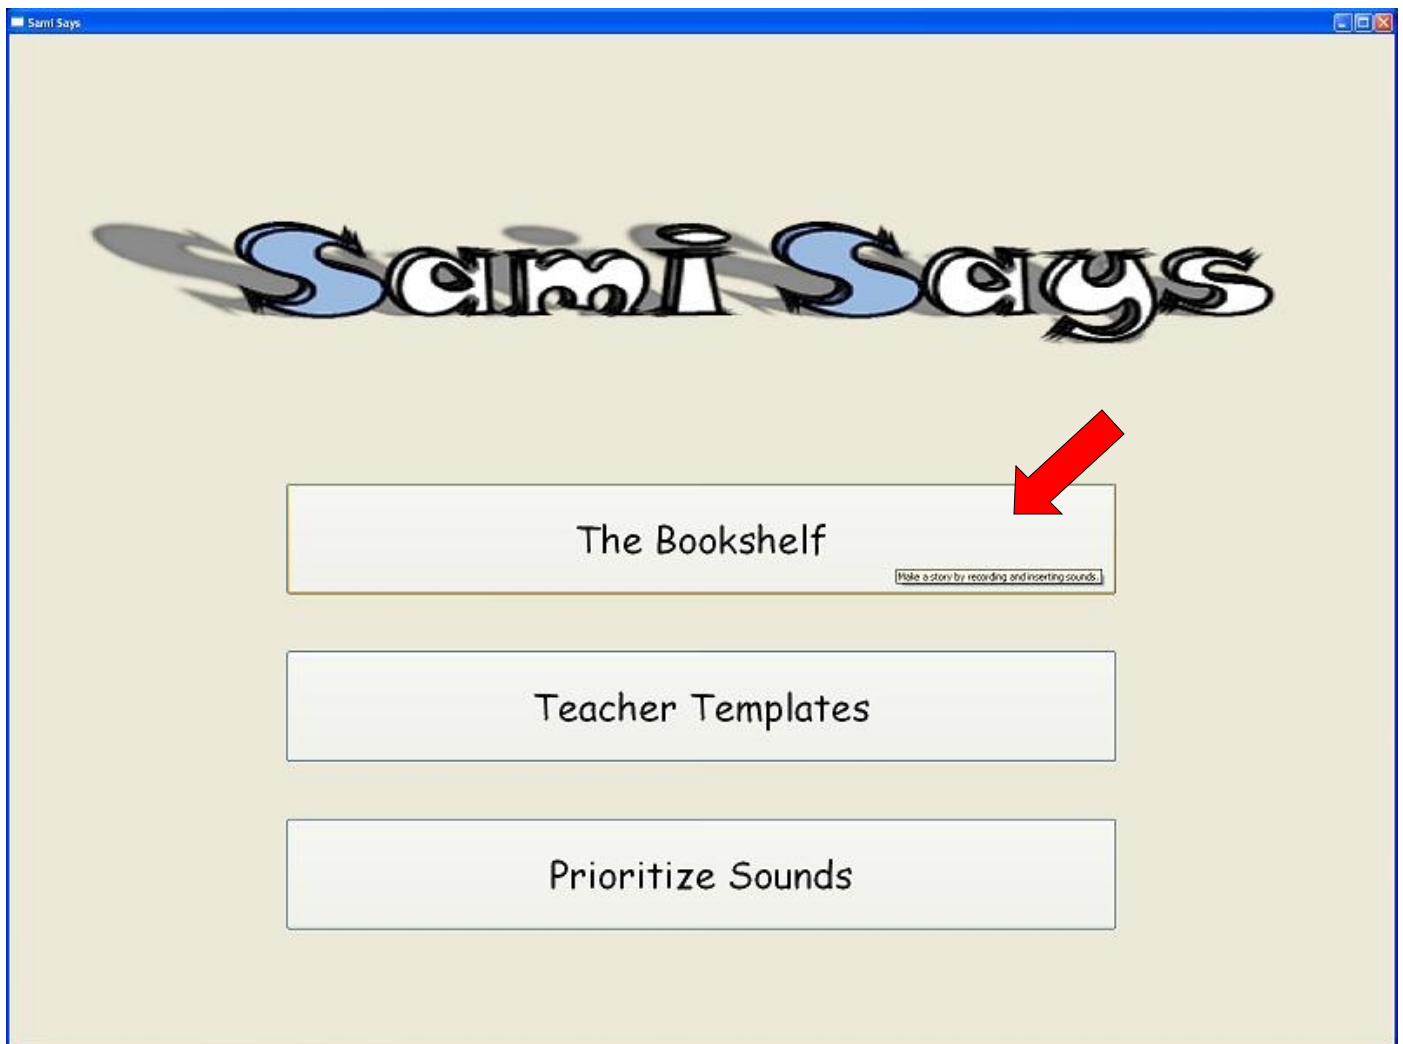 Sami Says
Sami Says
The Bookshelf
Make a story by recording and inserting sounds.
Teacher Templates
Prioritize Sounds